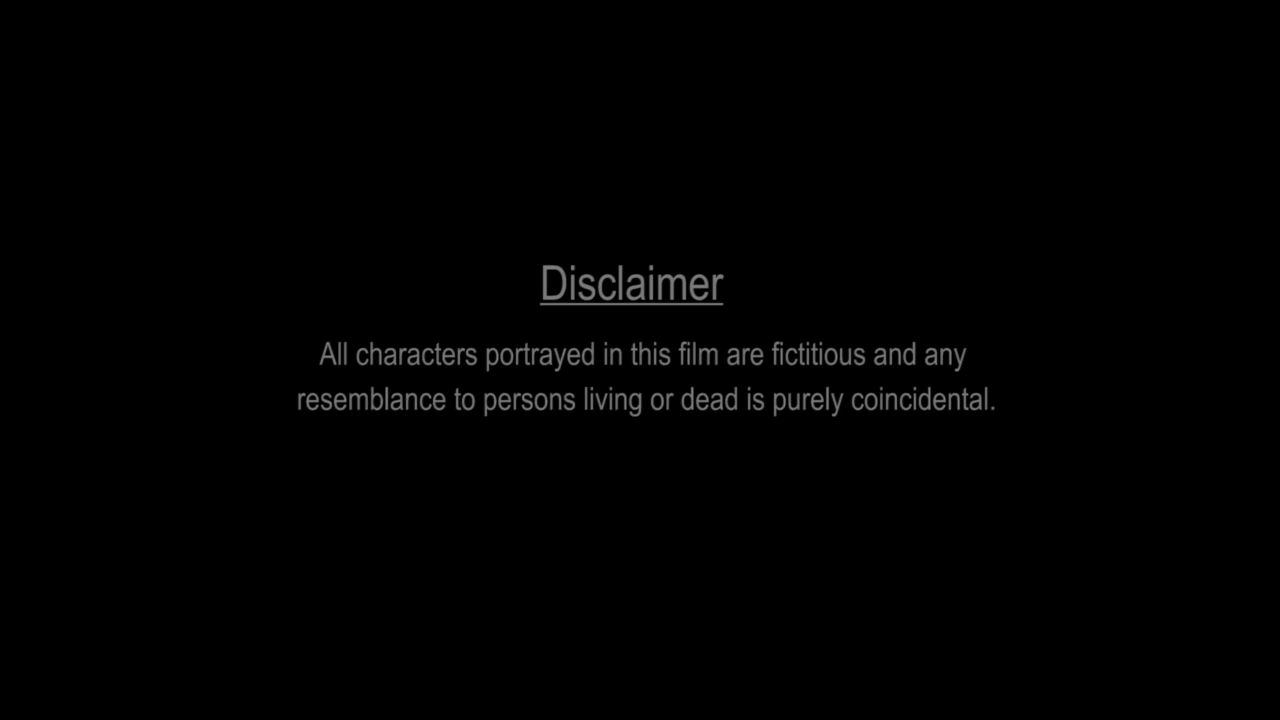 Disclaimer
All characters portrayed in this film are fictitious and any
resemblance to persons living or dead is purely coincidental.